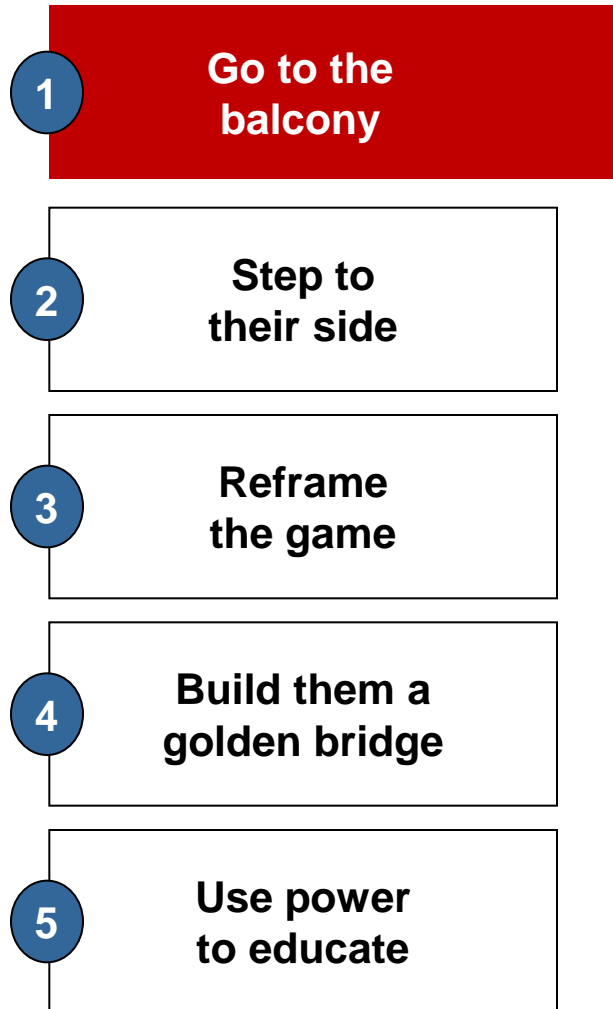 1
Go to the
balcony
2
Step to
their side
3
Reframe
the game
4
Build them a
golden bridge
5
Use power
to educate